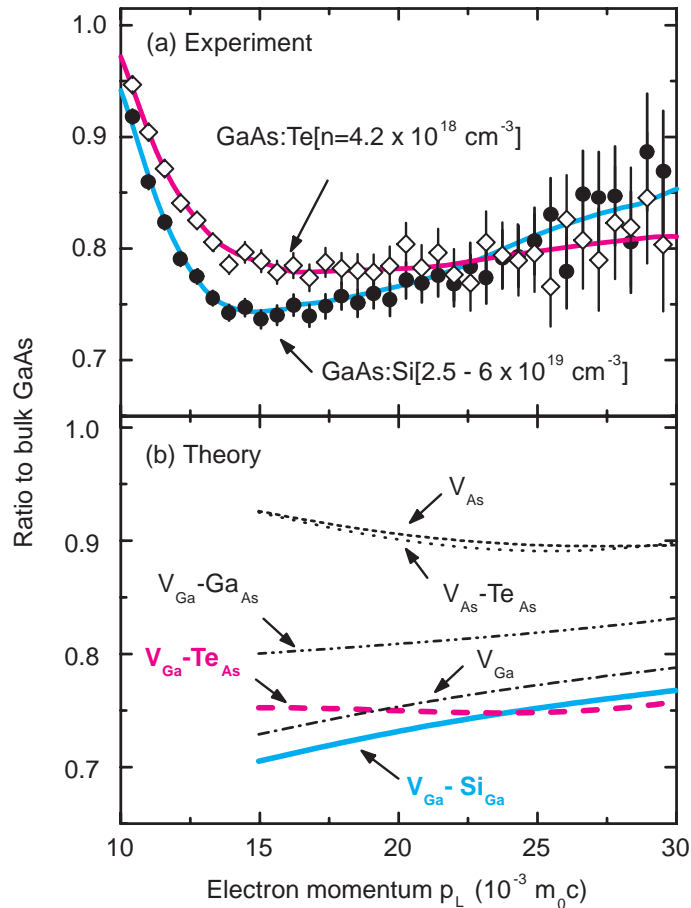 1.0
(a) Experiment
GaAs:Te[n=4.2 x 10^18 cm^-3]
0.9
0.8
0.7
GaAs:Si[2.5 - 6 x 10^19 cm^-3]
Ratio to bulk GaAs
1.0
(b) Theory
V_As
0.9
V_Ga-Ga_As
V_As-Te_As
0.8
V_Ga-Te_As
V_Ga
0.7
V_Ga- Si_Ga
10 15 20 25 30
Electron momentum p_L (10^-3 m_0c)